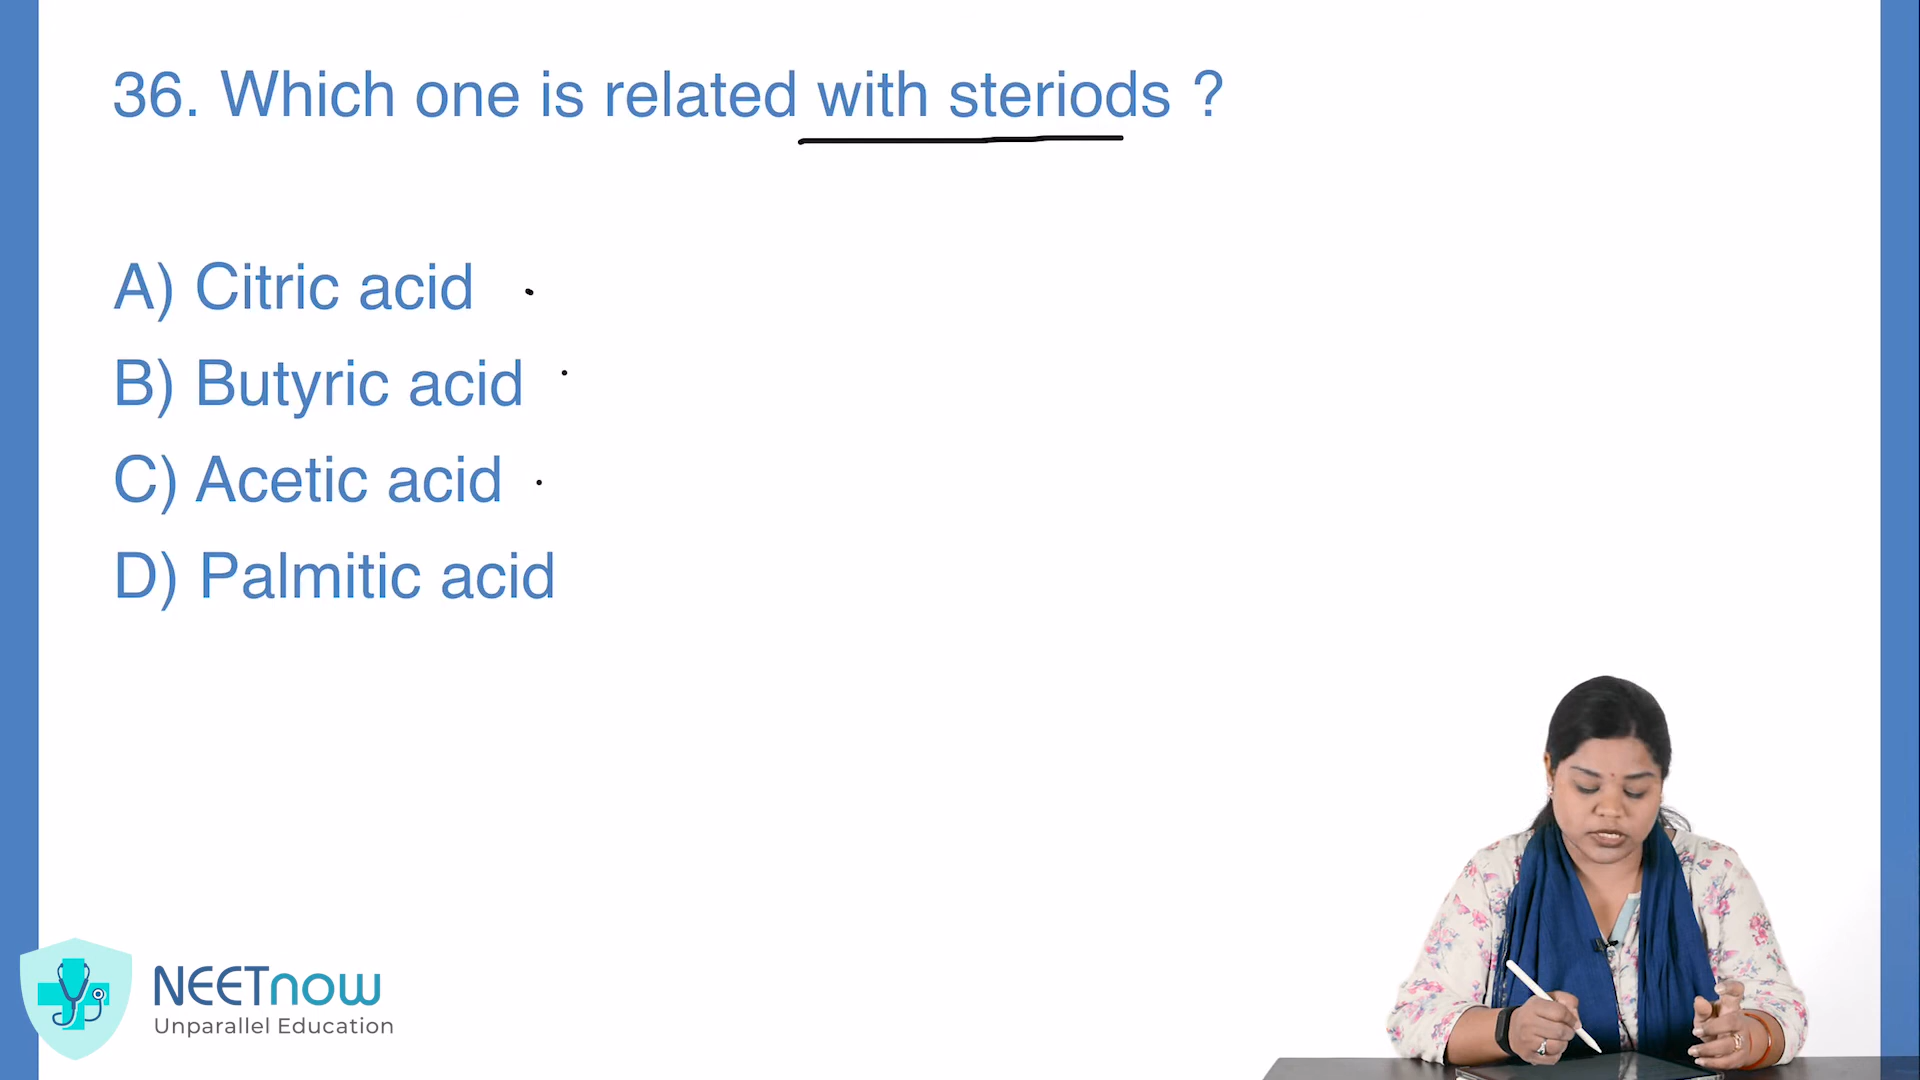 36. Which one is related with steriods ?
A) Citric acid
B) Butyric acid
C) Acetic acid
D) Palmitic acid
NEETnow
Unparallel Education